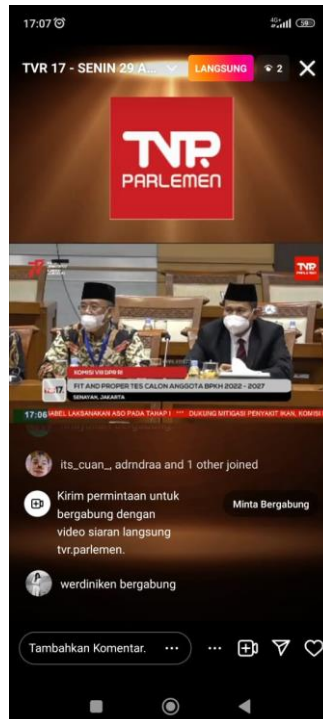 17:07
4G+
59
TVR 17 - SENIN 29 A...
LANGSUNG
2
TVR
PARLEMEN
TVR
KOMISI VIII DPR RI
17.
FIT AND PROPER TES CALON ANGGOTA BPKH 2022 - 2027
SENAYAN, JAKARTA
17:06
ABEL LAKSANAKAN ASO PADA TAHAP I *** DUKUNG MITIGASI PENYAKIT IKAN, KOMISI
its_cuan_, adrndraa and 1 other joined
Kirim permintaan untuk
bergabung dengan
video siaran langsung
tvr.parlemen.
Minta Bergabung
werdiniken bergabung
Tambahkan Komentar.